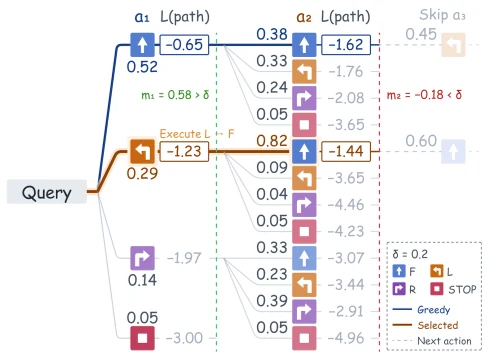 a₁ L(path) a₂ L(path) Skip a₃
0.52 −0.65 0.38 −1.62 0.45
0.33 −1.76
m₁ = 0.58 > δ 0.24 −2.08 m₂ = −0.18 < δ
0.05 −3.65
Execute L → F
0.29 −1.23 0.82 −1.44 0.60
0.09 −3.65
0.04 −4.46
0.05 −4.23
Query
0.14 −1.97 0.33 −3.07
0.23 −3.44
0.39 −2.91
0.05 −3.00 0.05 −4.96
δ = 0.2
F L
R STOP
Greedy
Selected
Next action